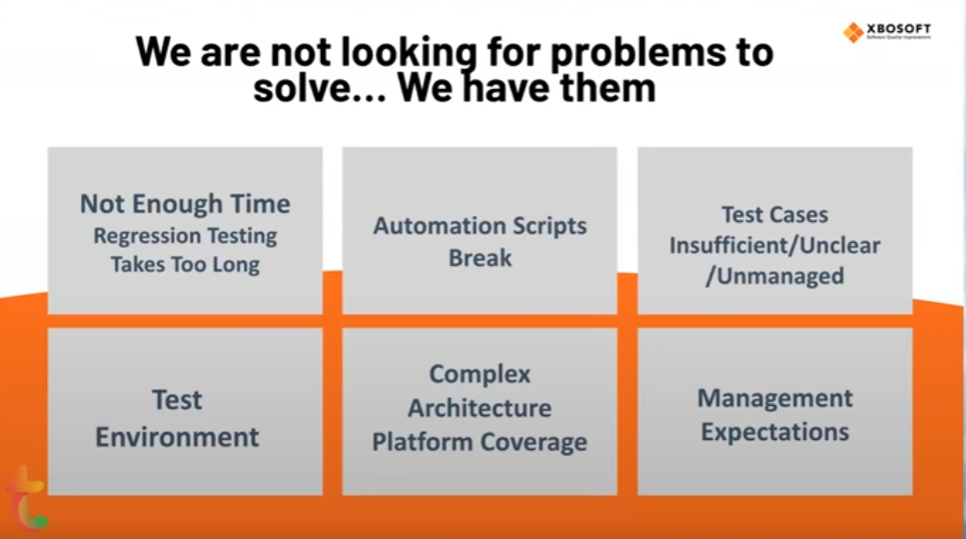 We are not looking for problems to
solve... We have them
XBOSOFT
Software Quality Improvement
Not Enough Time
Regression Testing
Takes Too Long
Automation Scripts
Break
Test Cases
Insufficient/Unclear
/Unmanaged
Test
Environment
Complex
Architecture
Platform Coverage
Management
Expectations